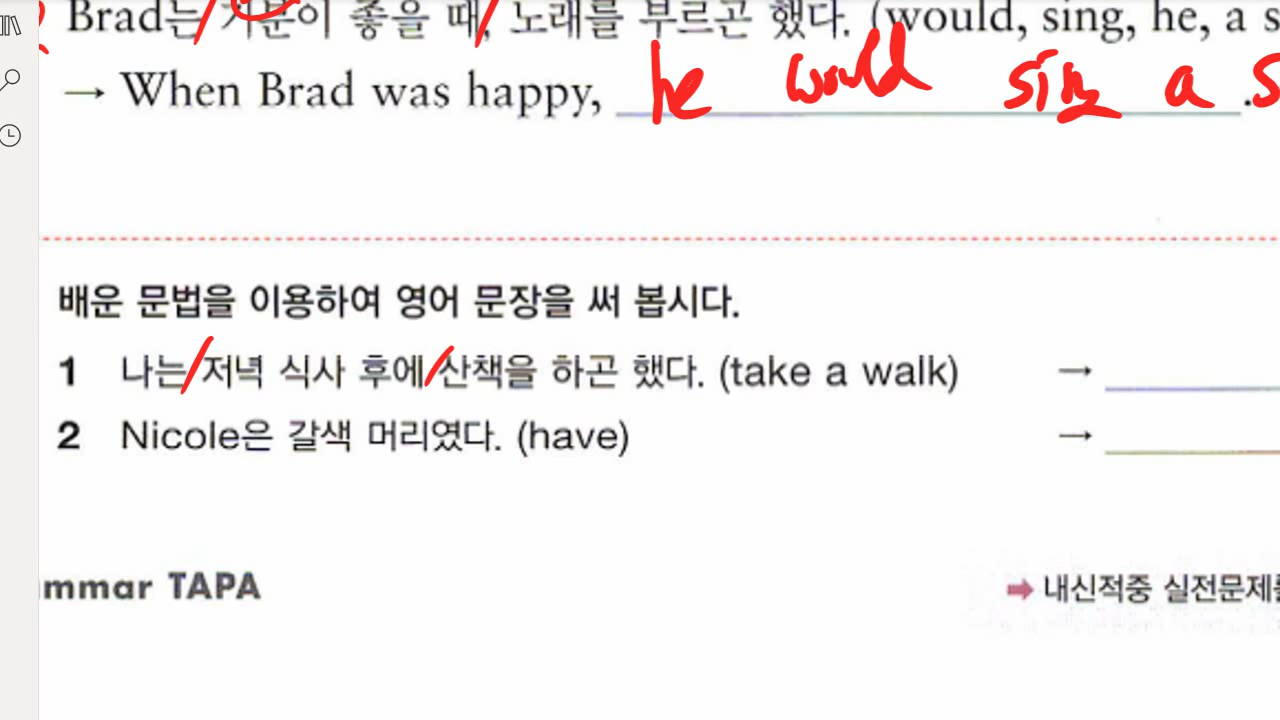 Brad는 기분이 좋을 때, 노래를 부르곤 했다. (would, sing, he, a s
→ When Brad was happy, he would sing a s
배운 문법을 이용하여 영어 문장을 써 봅시다.
1 나는/저녁 식사 후에/산책을 하곤 했다. (take a walk) →
2 Nicole은 갈색 머리였다. (have) →
mmar TAPA
➡ 내신적중 실전문제를